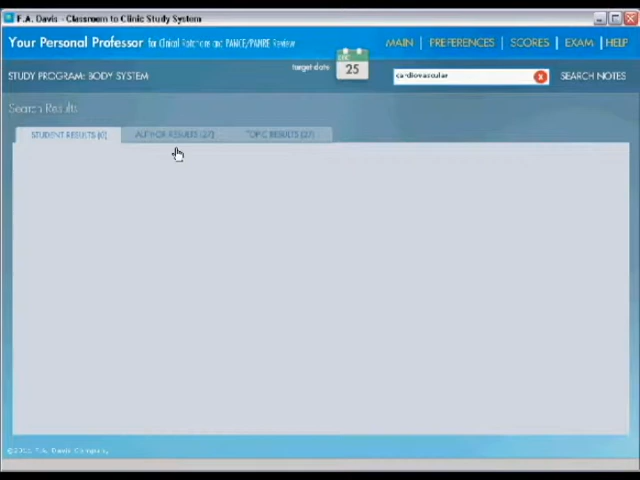 F.A. Davis - Classroom to Clinic Study System
Your Personal Professor for Clinical Rotations and PANCE/PANRE Review
MAIN | PREFERENCES | SCORES | EXAM | HELP
target date
25
STUDY PROGRAM: BODY SYSTEM
cardiovascular
SEARCH NOTES
Search Results
STUDENT RESULTS (0)
AUTHOR RESULTS (27)
TOPIC RESULTS (27)
F.A. Davis Company